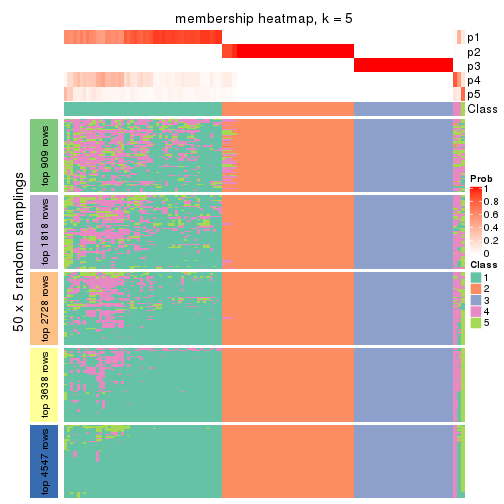 membership heatmap, k = 5
p1
p2
p3
p4
p5
Class
50 x 5 random samplings
top 909 rows
top 1818 rows
top 2728 rows
top 3638 rows
top 4547 rows
Prob
1
0.8
0.6
0.4
0.2
0
Class
1
2
3
4
5